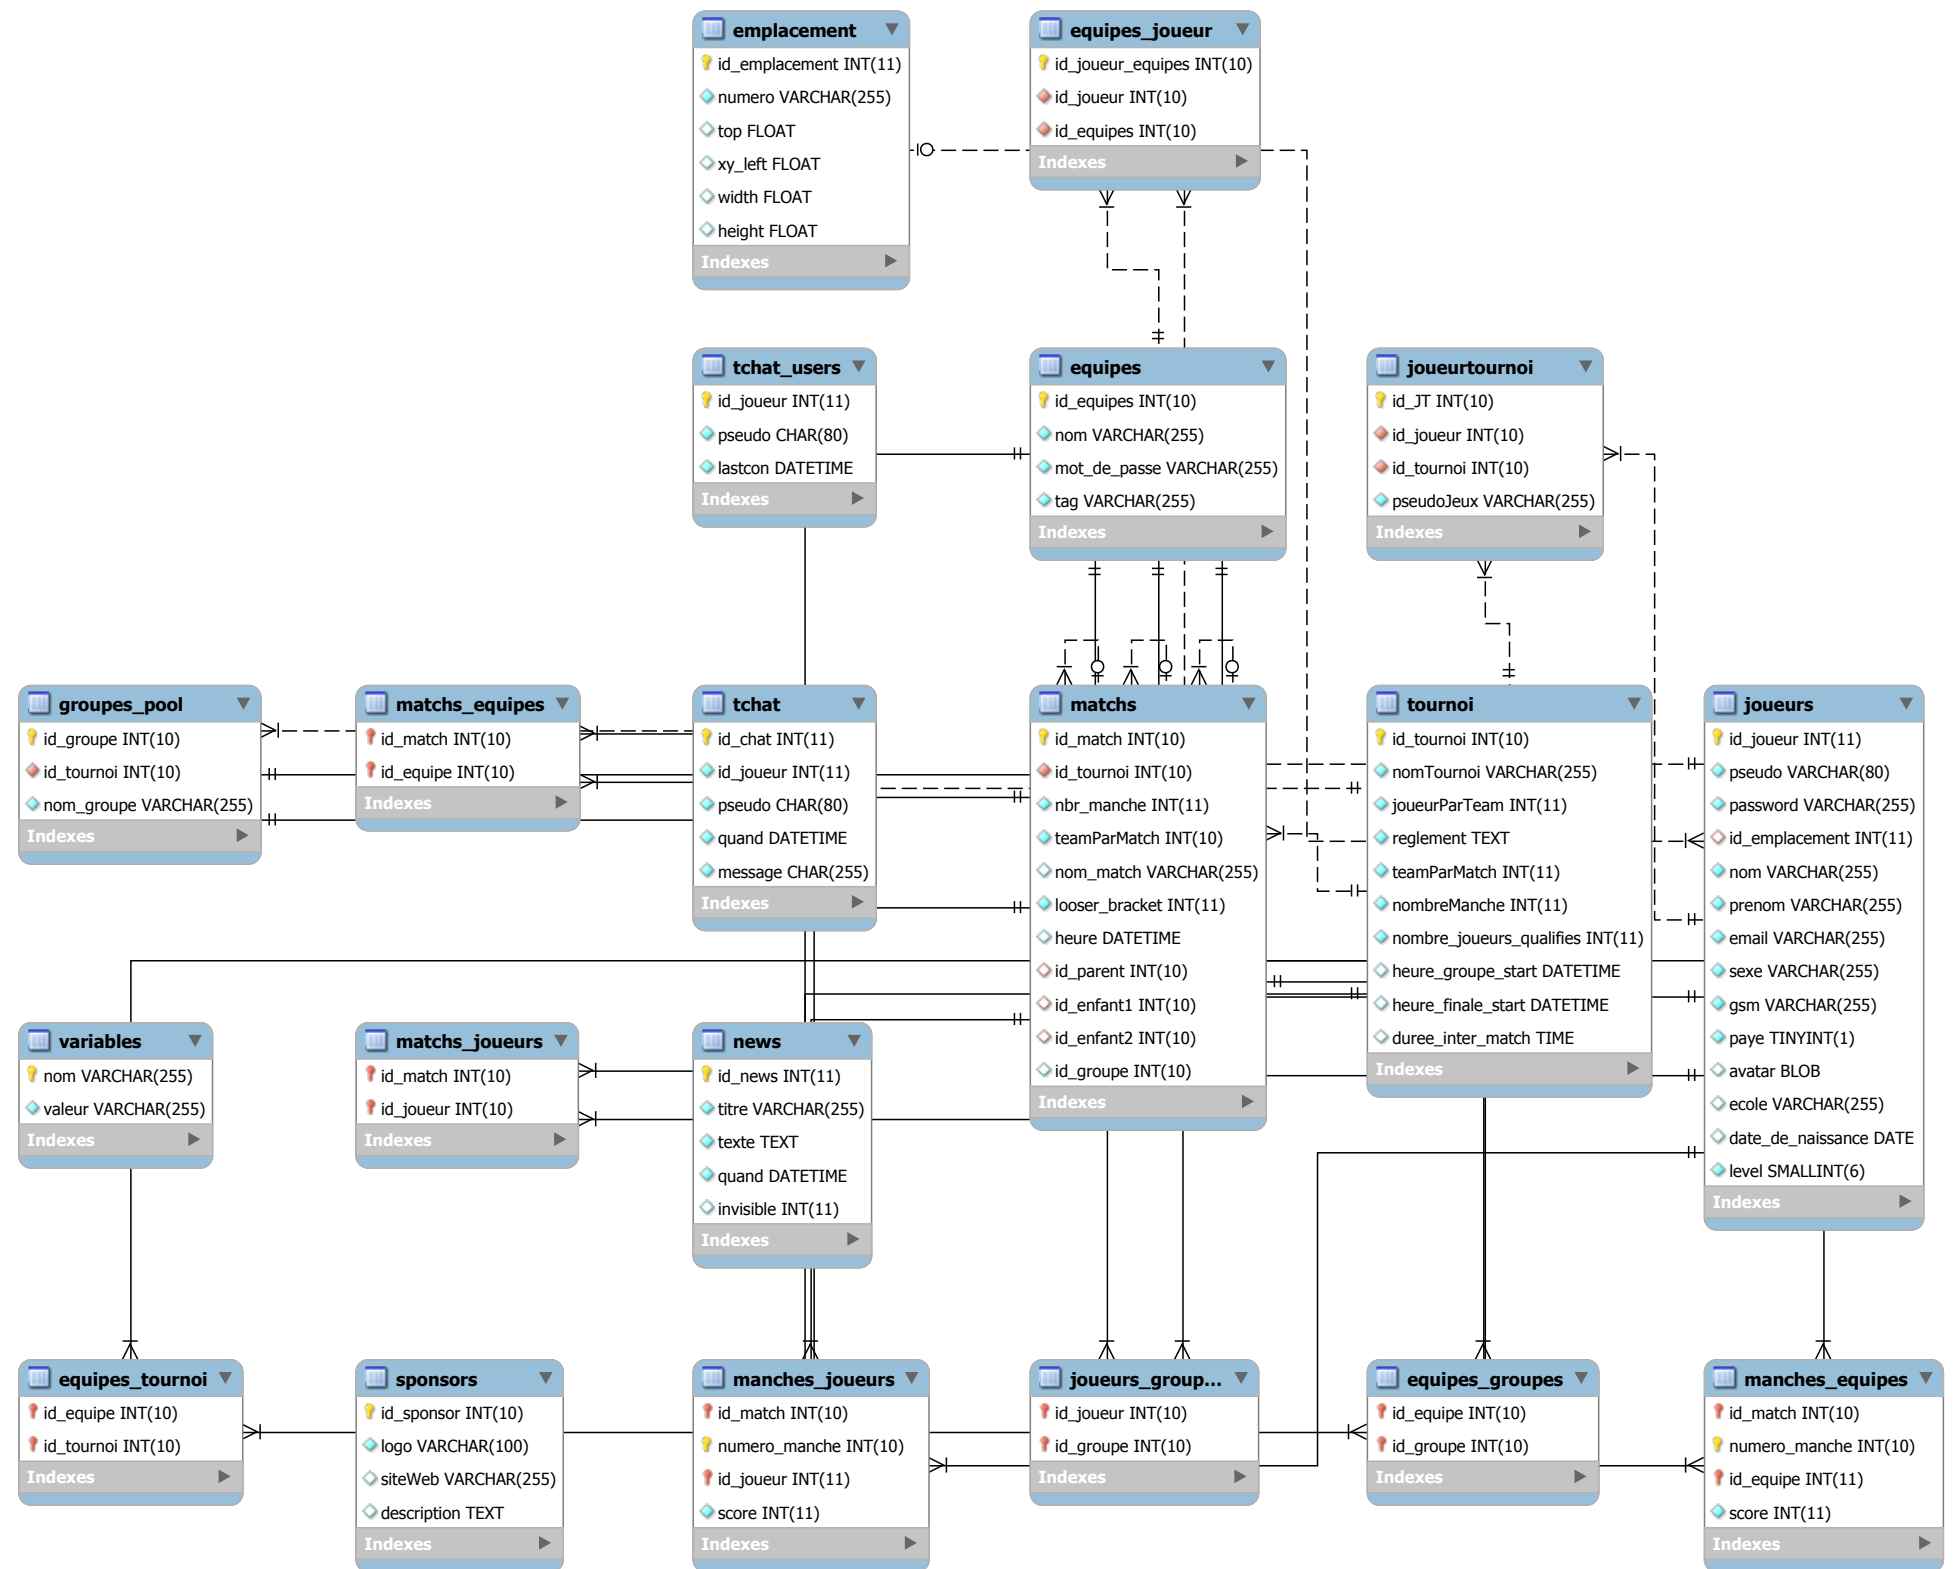 emplacement
id_emplacement INT(11)
numero VARCHAR(255)
top FLOAT
xy_left FLOAT
width FLOAT
height FLOAT
Indexes
equipes_joueur
id_joueur_equipes INT(10)
id_joueur INT(10)
id_equipes INT(10)
Indexes
tchat_users
id_joueur INT(11)
pseudo CHAR(80)
lastcon DATETIME
Indexes
equipes
id_equipes INT(10)
nom VARCHAR(255)
mot_de_passe VARCHAR(255)
tag VARCHAR(255)
Indexes
joueurtournoi
id_JT INT(10)
id_joueur INT(10)
id_tournoi INT(10)
pseudoJeux VARCHAR(255)
Indexes
groupes_pool
id_groupe INT(10)
id_tournoi INT(10)
nom_groupe VARCHAR(255)
Indexes
matchs_equipes
id_match INT(10)
id_equipe INT(10)
Indexes
tchat
id_chat INT(11)
id_joueur INT(11)
pseudo CHAR(80)
quand DATETIME
message CHAR(255)
Indexes
matchs
id_match INT(10)
id_tournoi INT(10)
nbr_manche INT(11)
teamParMatch INT(10)
nom_match VARCHAR(255)
looser_bracket INT(11)
heure DATETIME
id_parent INT(10)
id_enfant1 INT(10)
id_enfant2 INT(10)
id_groupe INT(10)
Indexes
tournoi
id_tournoi INT(10)
nomTournoi VARCHAR(255)
joueurParTeam INT(11)
reglement TEXT
teamParMatch INT(11)
nombreManche INT(11)
nombre_joueurs_qualifies INT(11)
heure_groupe_start DATETIME
heure_finale_start DATETIME
duree_inter_match TIME
Indexes
joueurs
id_joueur INT(11)
pseudo VARCHAR(80)
password VARCHAR(255)
id_emplacement INT(11)
nom VARCHAR(255)
prenom VARCHAR(255)
email VARCHAR(255)
sexe VARCHAR(255)
gsm VARCHAR(255)
paye TINYINT(1)
avatar BLOB
ecole VARCHAR(255)
date_de_naissance DATE
level SMALLINT(6)
Indexes
variables
nom VARCHAR(255)
valeur VARCHAR(255)
Indexes
matchs_joueurs
id_match INT(10)
id_joueur INT(10)
Indexes
news
id_news INT(11)
titre VARCHAR(255)
texte TEXT
quand DATETIME
invisible INT(11)
Indexes
equipes_tournoi
id_equipe INT(10)
id_tournoi INT(10)
Indexes
sponsors
id_sponsor INT(10)
logo VARCHAR(100)
siteWeb VARCHAR(255)
description TEXT
Indexes
manches_joueurs
id_match INT(10)
numero_manche INT(10)
id_joueur INT(11)
score INT(11)
Indexes
joueurs_group...
id_joueur INT(10)
id_groupe INT(10)
Indexes
equipes_groupes
id_equipe INT(10)
id_groupe INT(10)
Indexes
manches_equipes
id_match INT(10)
numero_manche INT(10)
id_equipe INT(11)
score INT(11)
Indexes